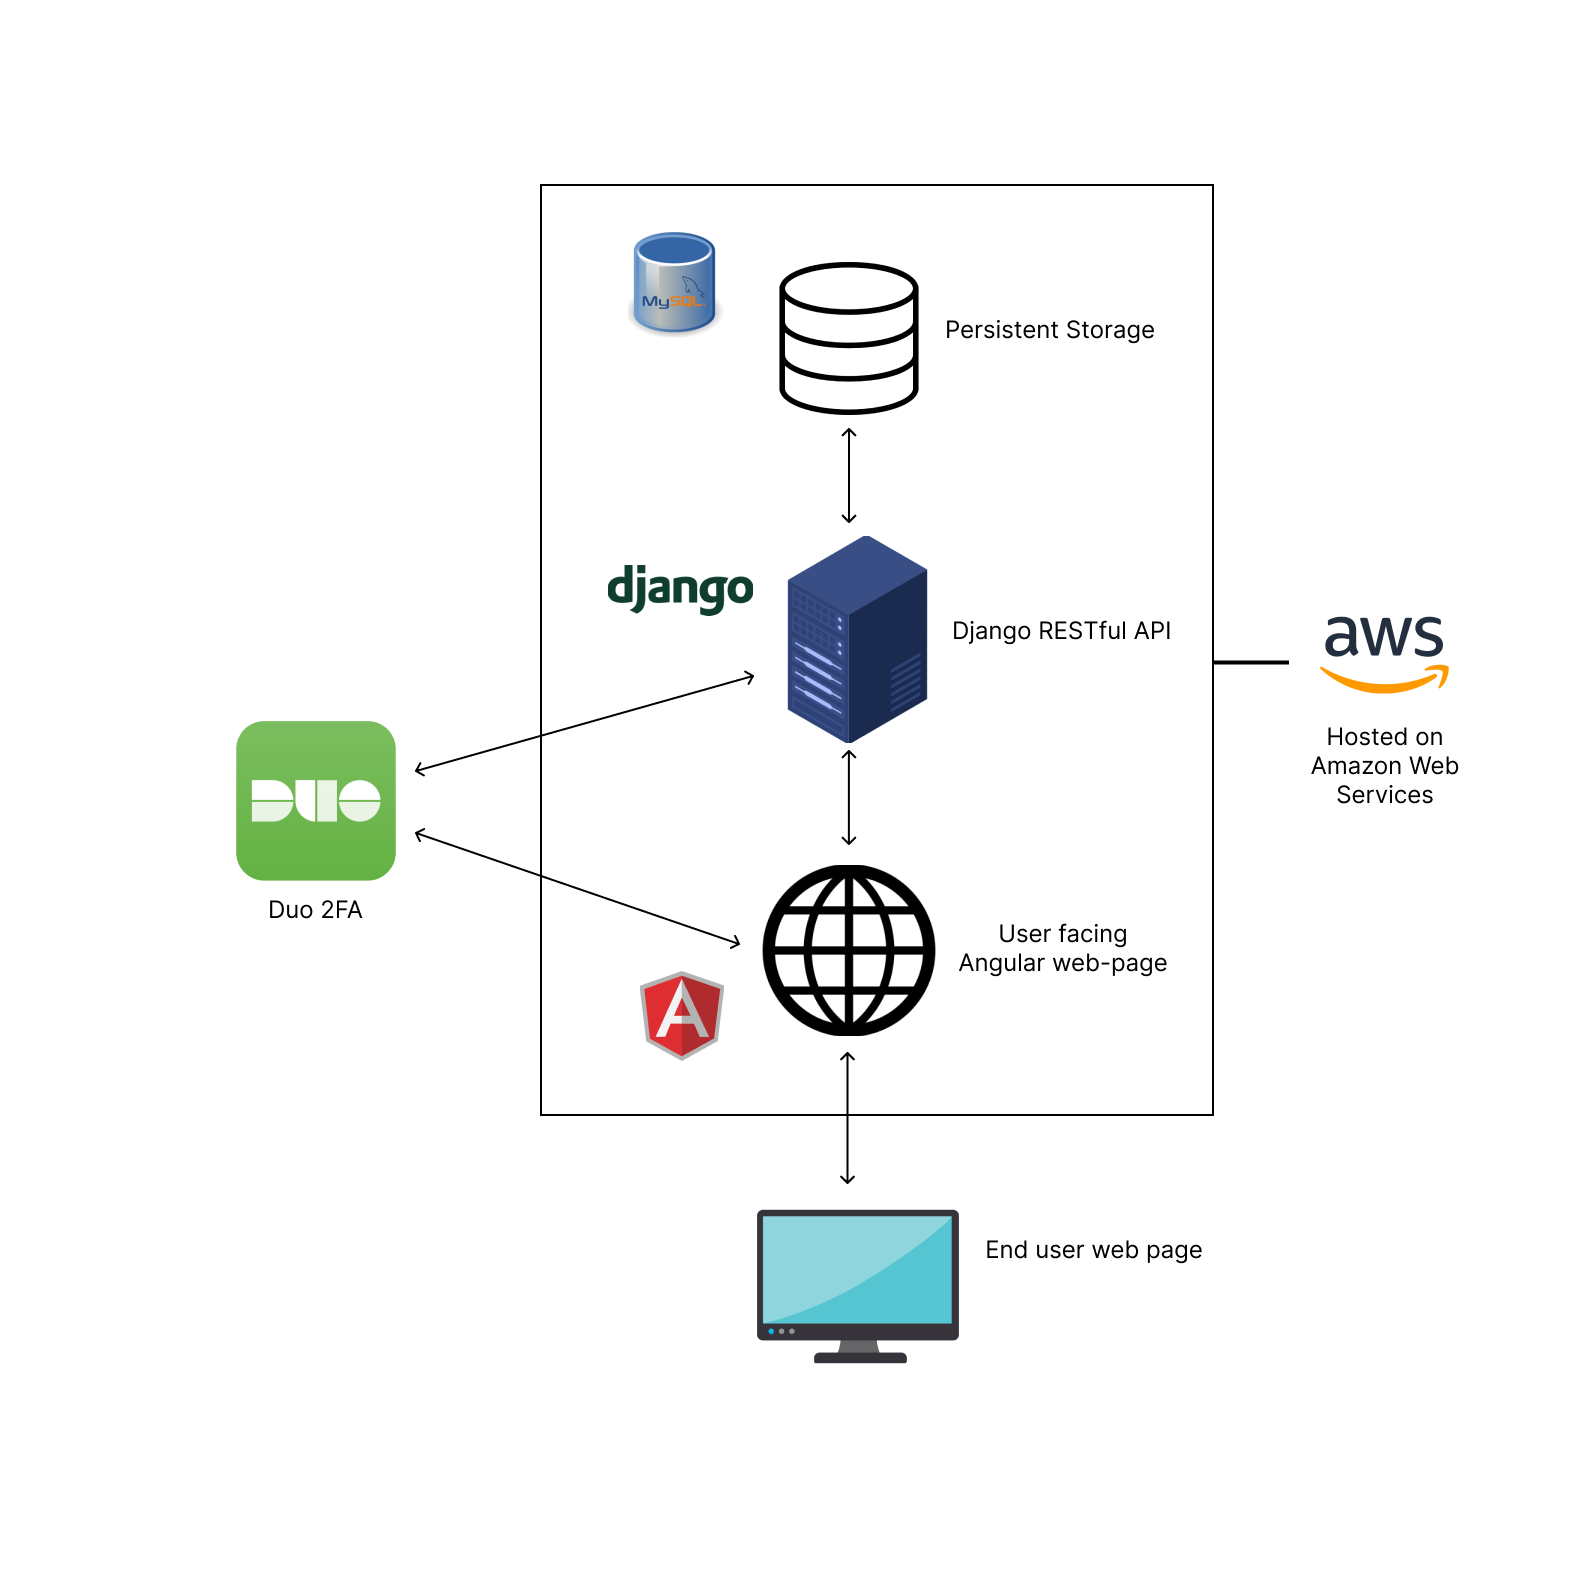 MySQL
Persistent Storage
django
Django RESTful API
aws
Hosted on
Amazon Web
Services
DUO
Duo 2FA
User facing
Angular web-page
A
End user web page